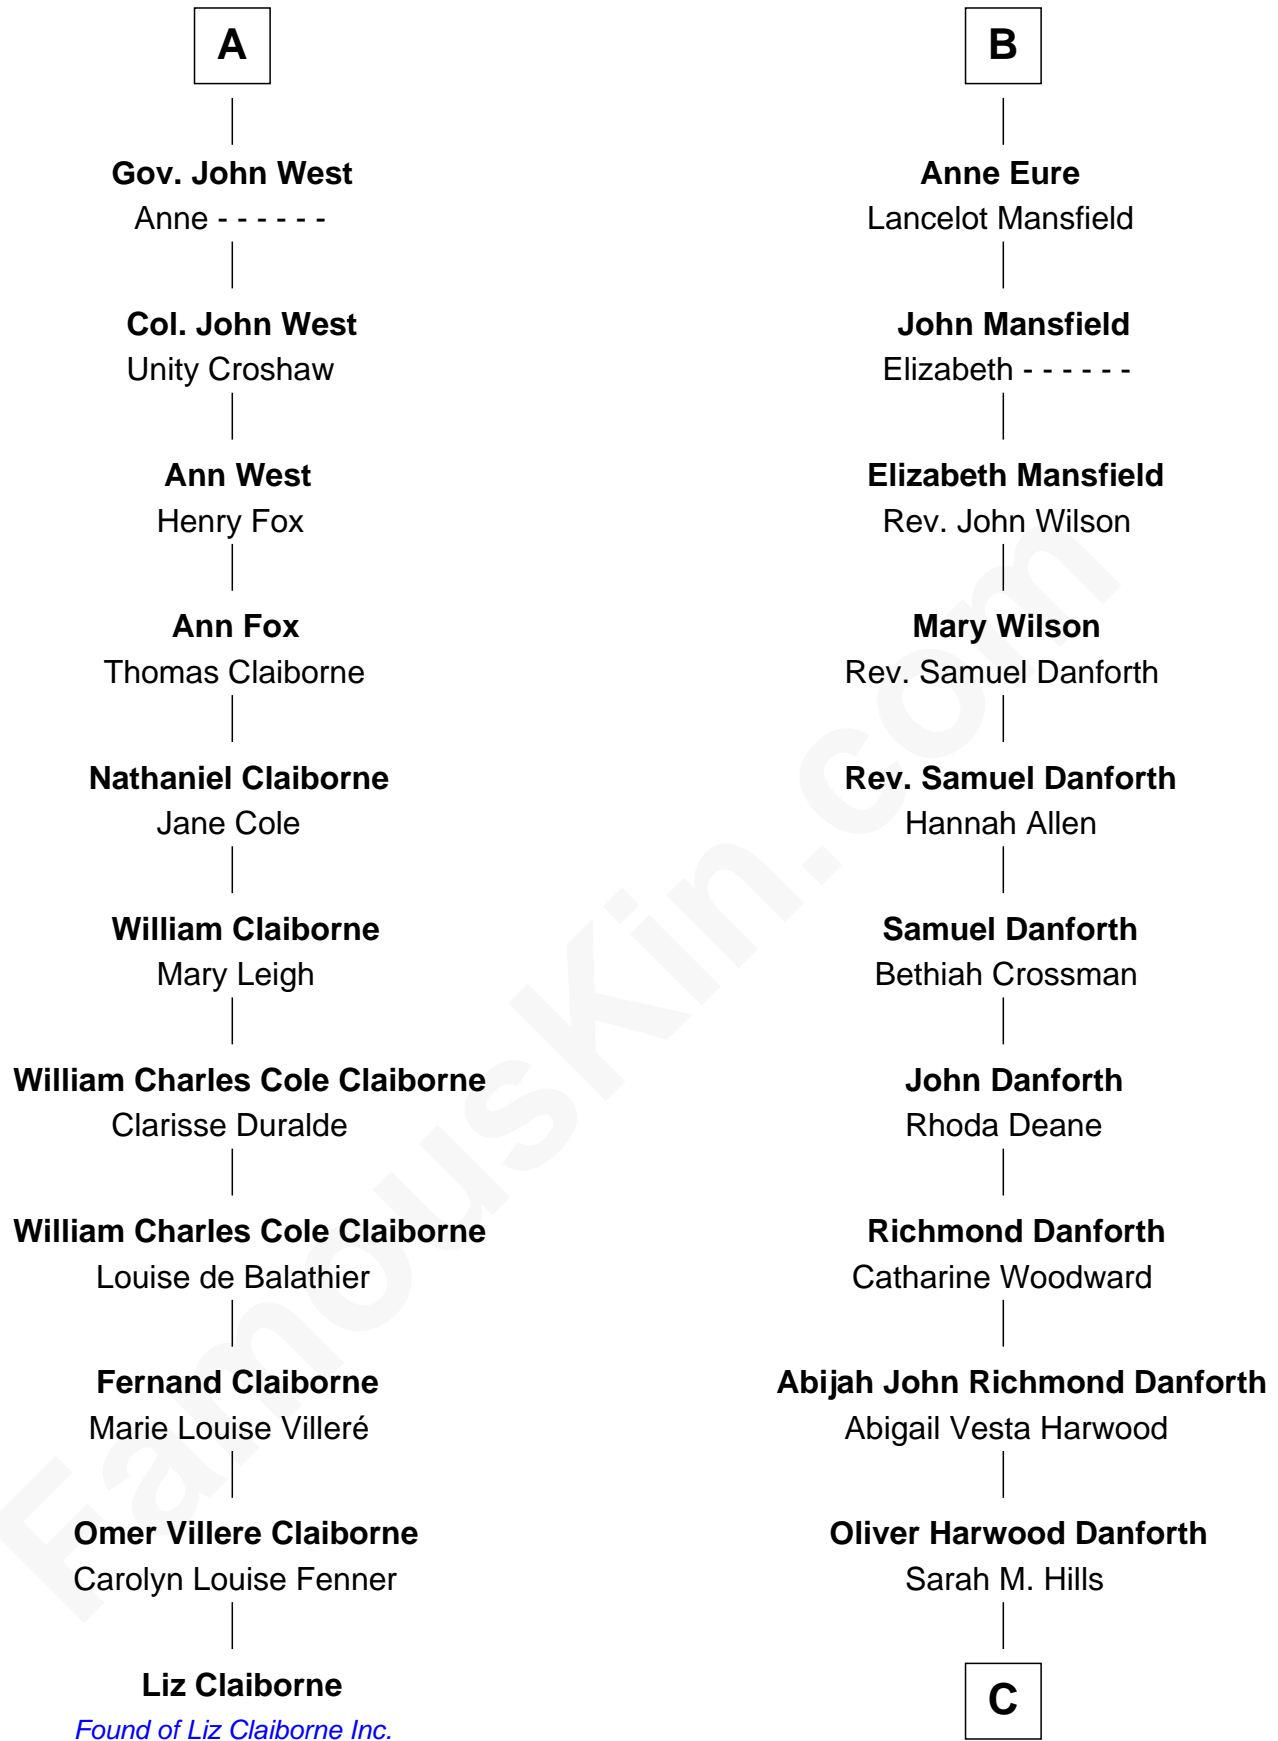 A
Gov. John West
Anne - - - - - -
Col. John West
Unity Croshaw
Ann West
Henry Fox
Ann Fox
Thomas Claiborne
Nathaniel Claiborne
Jane Cole
William Claiborne
Mary Leigh
William Charles Cole Claiborne
Clarisse Duralde
William Charles Cole Claiborne
Louise de Balathier
Fernand Claiborne
Marie Louise Villeré
Omer Villere Claiborne
Carolyn Louise Fenner
Liz Claiborne
Found of Liz Claiborne Inc.
B
Anne Eure
Lancelot Mansfield
John Mansfield
Elizabeth - - - - - -
Elizabeth Mansfield
Rev. John Wilson
Mary Wilson
Rev. Samuel Danforth
Rev. Samuel Danforth
Hannah Allen
Samuel Danforth
Bethiah Crossman
John Danforth
Rhoda Deane
Richmond Danforth
Catharine Woodward
Abijah John Richmond Danforth
Abigail Vesta Harwood
Oliver Harwood Danforth
Sarah M. Hills
C
FamousKin.com